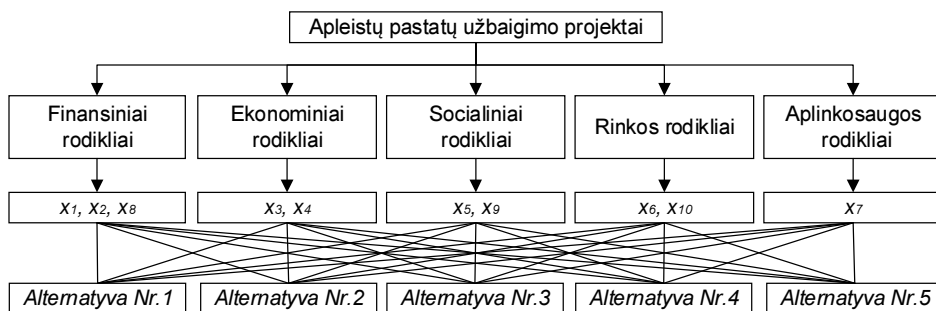 Apleistų pastatų užbaigimo projektai
Finansiniai
rodikliai
Ekonominiai
rodikliai
Socialiniai
rodikliai
Rinkos rodikliai
Aplinkosaugos
rodikliai
x1, x2, x8
x3, x4
x5, x9
x6, x10
x7
Alternatyva Nr.1
Alternatyva Nr.2
Alternatyva Nr.3
Alternatyva Nr.4
Alternatyva Nr.5